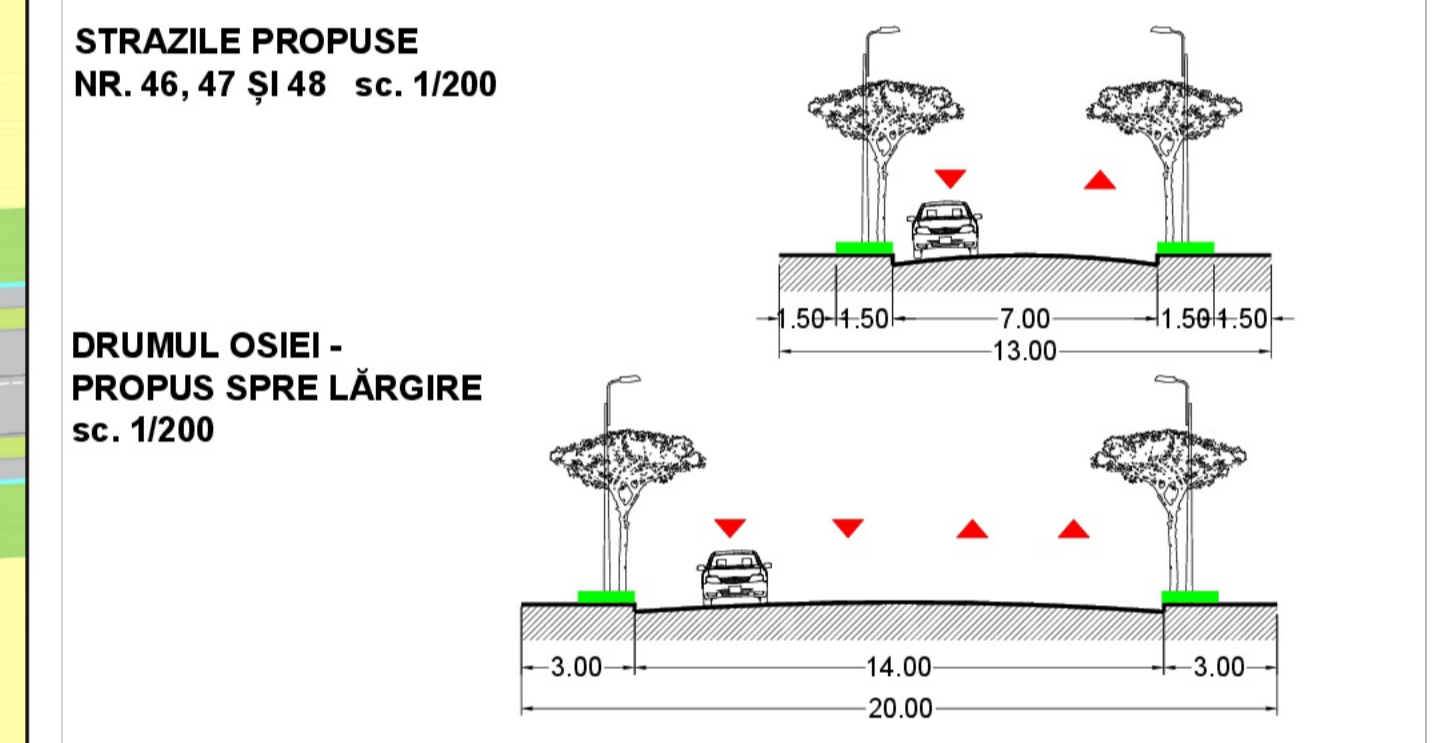 STRAZILE PROPUSE
NR. 46, 47 ȘI 48 sc. 1/200
1.50 1.50 7.00 1.50 1.50
13.00
DRUMUL OSIEI -
PROPUS SPRE LĂRGIRE
sc. 1/200
3.00 14.00 3.00
20.00